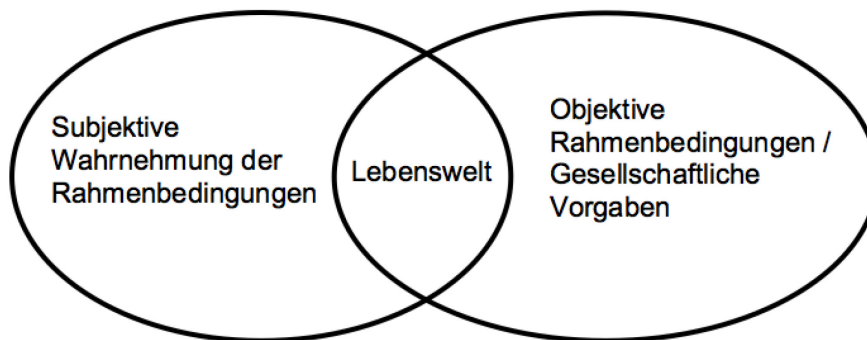 Subjektive
Wahrnehmung der
Rahmenbedingungen
Lebenswelt
Objektive
Rahmenbedingungen /
Gesellschaftliche
Vorgaben